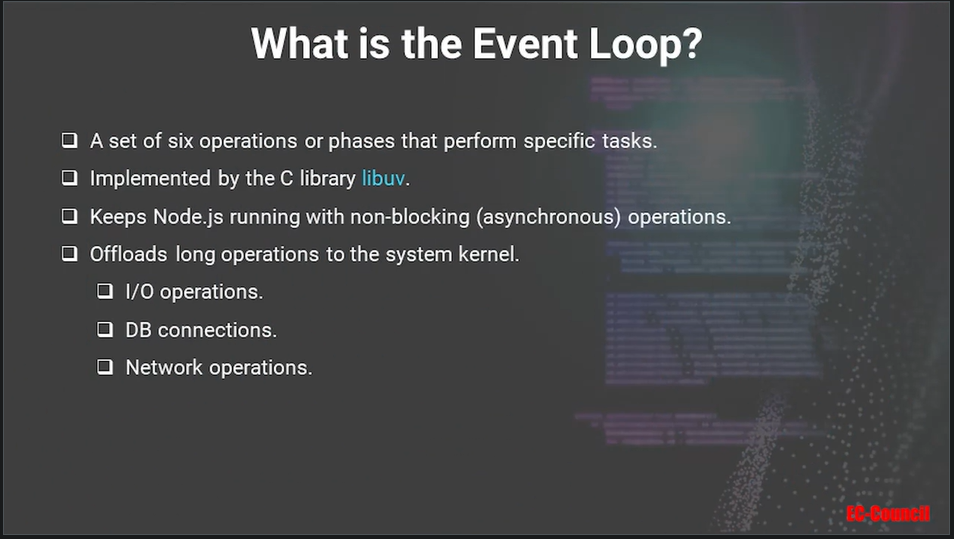 What is the Event Loop?
A set of six operations or phases that perform specific tasks.
Implemented by the C library libuv.
Keeps Node.js running with non-blocking (asynchronous) operations.
Offloads long operations to the system kernel.
I/O operations.
DB connections.
Network operations.
EC-Council